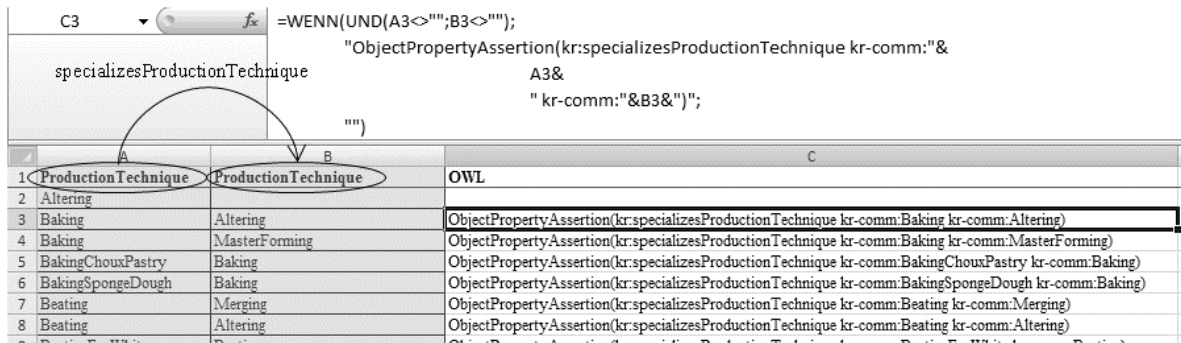 C3 fx =WENN(UND(A3<>"";B3<>"");
"ObjectPropertyAssertion(kr:specializesProductionTechnique kr-comm:"&
specializesProductionTechnique
A3&
" kr-comm:"&B3&")";
"")
A B C
1 ProductionTechnique ProductionTechnique OWL
2 Altering
3 Baking Altering ObjectPropertyAssertion(kr:specializesProductionTechnique kr-comm:Baking kr-comm:Altering)
4 Baking MasterForming ObjectPropertyAssertion(kr:specializesProductionTechnique kr-comm:Baking kr-comm:MasterForming)
5 BakingChouxPastry Baking ObjectPropertyAssertion(kr:specializesProductionTechnique kr-comm:BakingChouxPastry kr-comm:Baking)
6 BakingSpongeDough Baking ObjectPropertyAssertion(kr:specializesProductionTechnique kr-comm:BakingSpongeDough kr-comm:Baking)
7 Beating Merging ObjectPropertyAssertion(kr:specializesProductionTechnique kr-comm:Beating kr-comm:Merging)
8 Beating Altering ObjectPropertyAssertion(kr:specializesProductionTechnique kr-comm:Beating kr-comm:Altering)